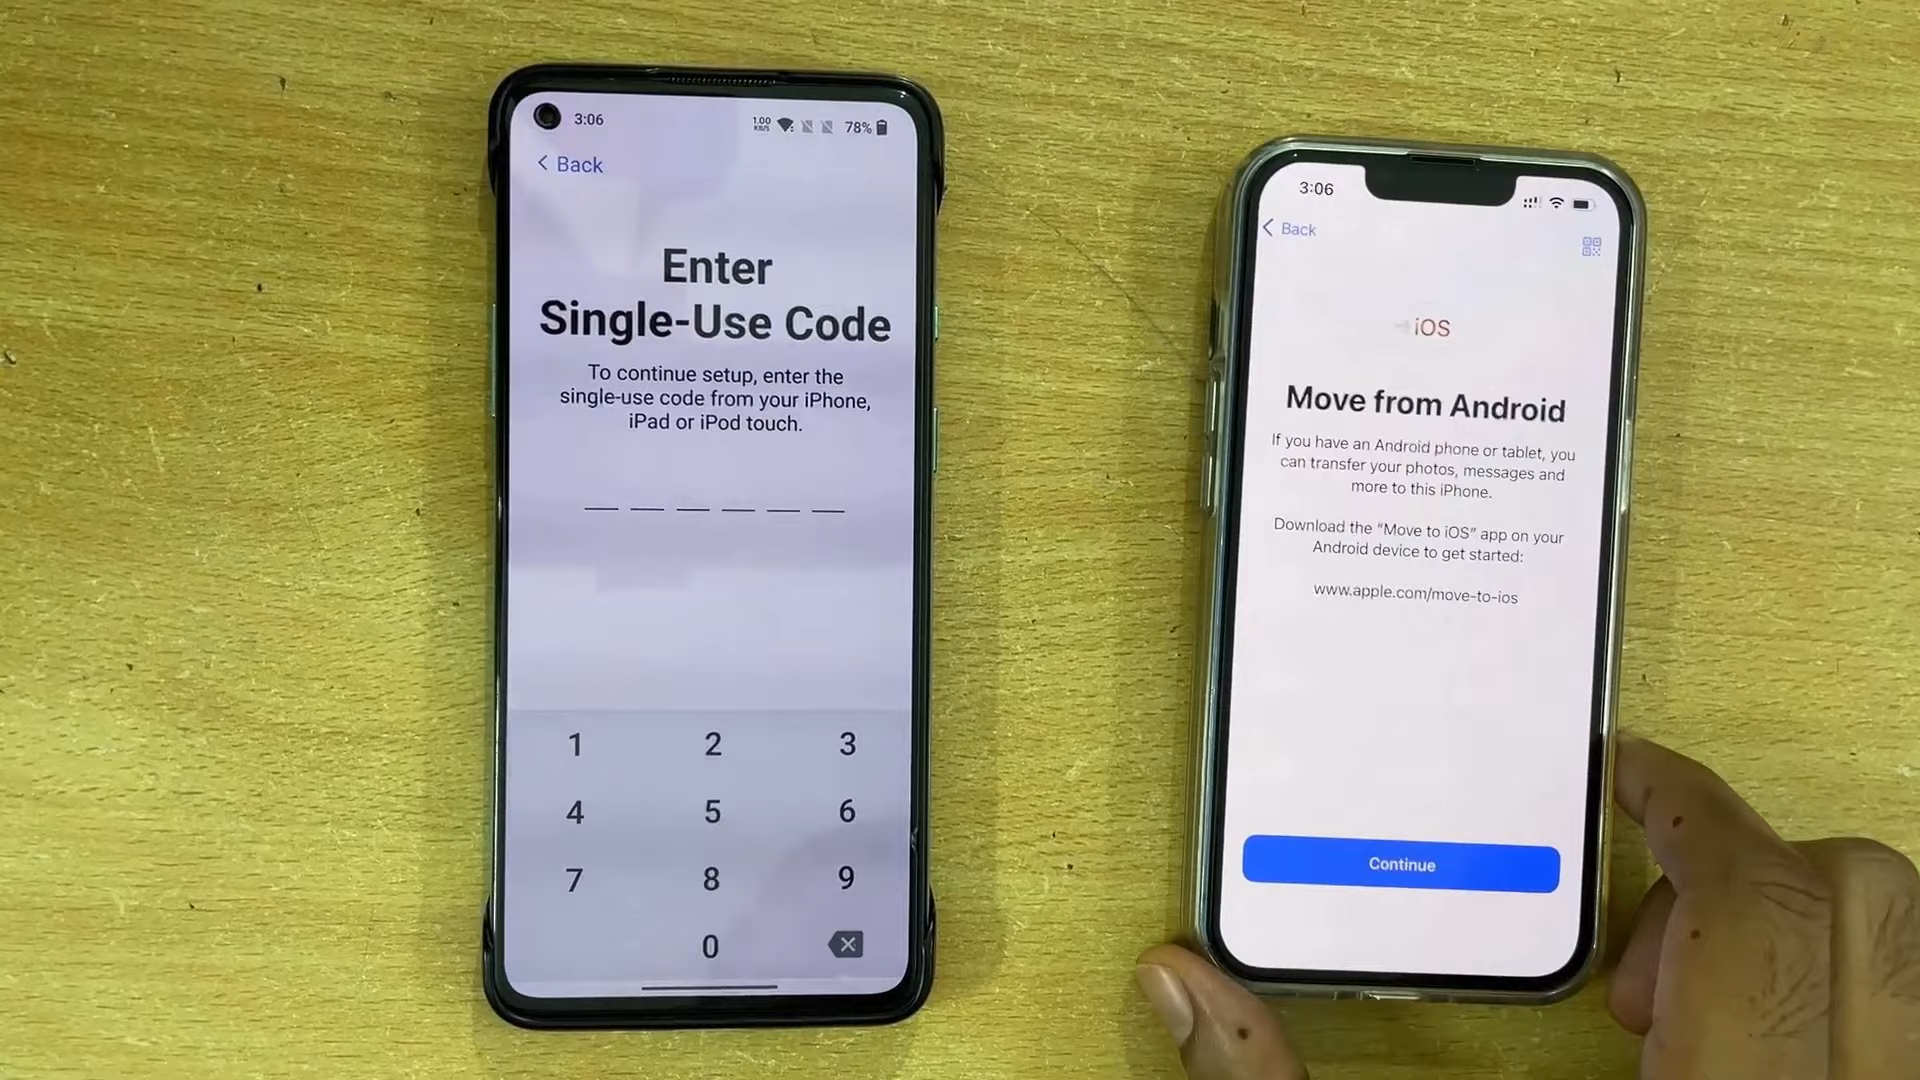 3:06
1.00
KB/S
78%
Back
Enter
Single-Use Code
To continue setup, enter the
single-use code from your iPhone,
iPad or iPod touch.
1 2 3
4 5 6
7 8 9
0
3:06
Back
iOS
Move from Android
If you have an Android phone or tablet, you
can transfer your photos, messages and
more to this iPhone.
Download the “Move to iOS” app on your
Android device to get started:
www.apple.com/move-to-ios
Continue